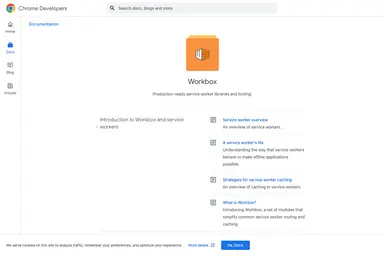 Chrome Developers
Search docs, blogs and more
Home
Docs
Blog
Articles
Documentation
Workbox
Production-ready service worker libraries and tooling.
Introduction to Workbox and service
workers
Service worker overview
An overview of service workers.
A service worker's life
Understanding the way that service workers
behave to make offline applications
possible.
Strategies for service worker caching
An overview of caching in service workers.
What is Workbox?
Introducing Workbox, a set of modules that
simplify common service worker routing and
caching.
We serve cookies on this site to analyze traffic, remember your preferences, and optimize your experience.
More details
Ok, Got it.